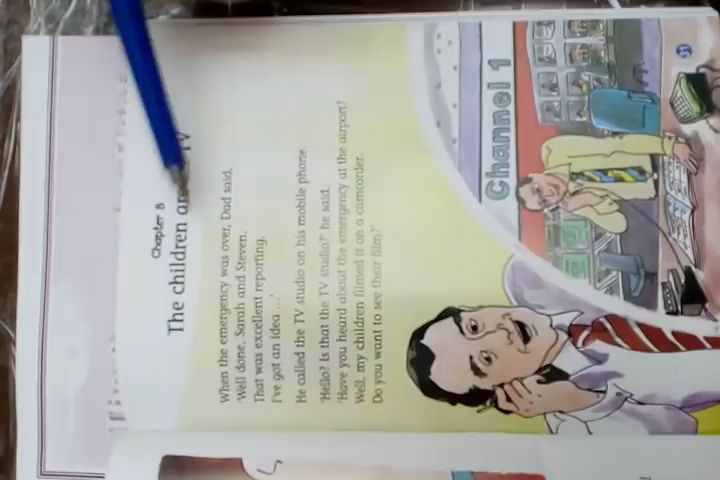 Chapter 8
The children are TV
When the emergency was over, Dad said.
'Well done, Sarah and Steven.
That was excellent reporting.
I've got an idea ...'
He called the TV studio on his mobile phone.
'Hello? Is that the TV studio?' he said.
'Have you heard about the emergency at the airport?
Well, my children filmed it on a camcorder.
Do you want to see their film?'
Channel 1
31